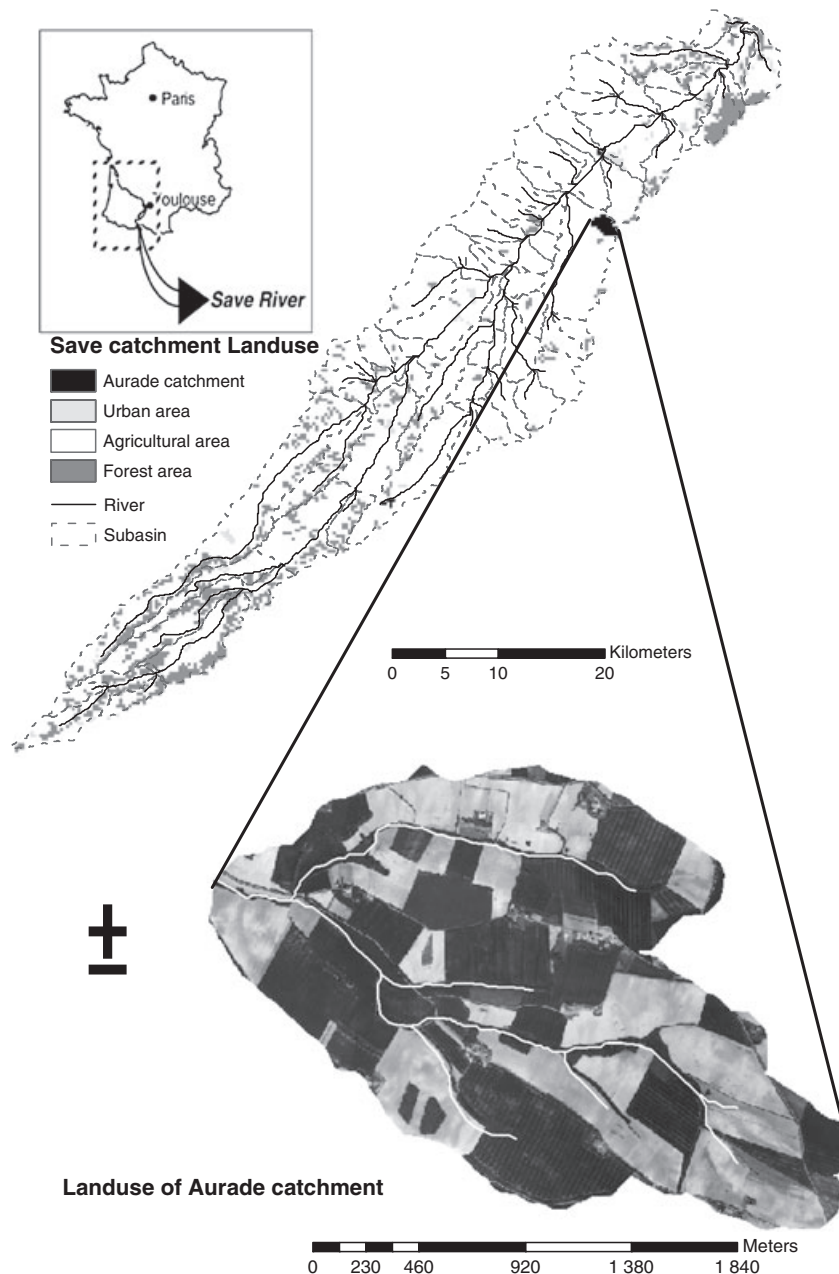 Paris
Toulouse
Save River
Save catchment Landuse
Aurade catchment
Urban area
Agricultural area
Forest area
River
Subasin
Kilometers
0 5 10 20
Landuse of Aurade catchment
Meters
0 230 460 920 1 380 1 840